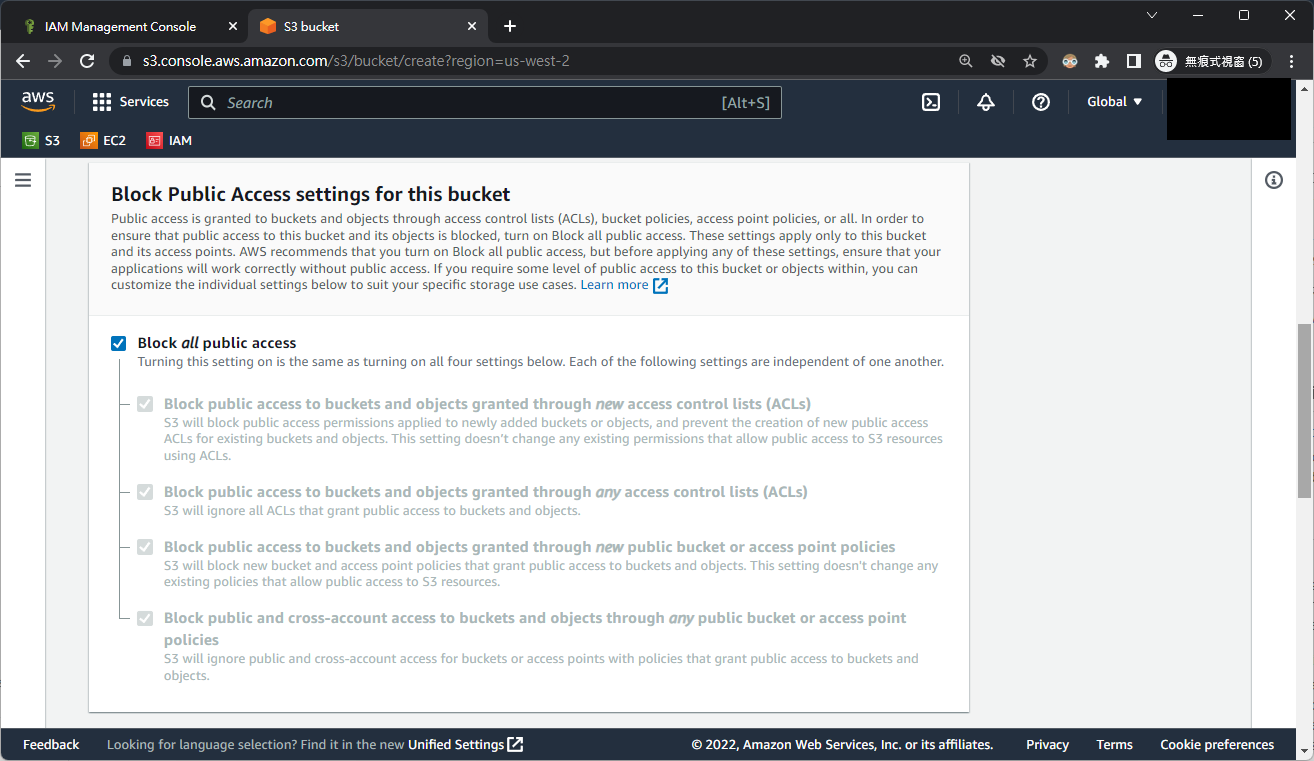 IAM Management Console
S3 bucket
s3.console.aws.amazon.com/s3/bucket/create?region=us-west-2
無痕式視窗 (5)
aws
Services
Search
[Alt+S]
Global
S3
EC2
IAM
Block Public Access settings for this bucket
Public access is granted to buckets and objects through access control lists (ACLs), bucket policies, access point policies, or all. In order to
ensure that public access to this bucket and its objects is blocked, turn on Block all public access. These settings apply only to this bucket
and its access points. AWS recommends that you turn on Block all public access, but before applying any of these settings, ensure that your
applications will work correctly without public access. If you require some level of public access to this bucket or objects within, you can
customize the individual settings below to suit your specific storage use cases. Learn more
Block all public access
Turning this setting on is the same as turning on all four settings below. Each of the following settings are independent of one another.
Block public access to buckets and objects granted through new access control lists (ACLs)
S3 will block public access permissions applied to newly added buckets or objects, and prevent the creation of new public access
ACLs for existing buckets and objects. This setting doesn’t change any existing permissions that allow public access to S3 resources
using ACLs.
Block public access to buckets and objects granted through any access control lists (ACLs)
S3 will ignore all ACLs that grant public access to buckets and objects.
Block public access to buckets and objects granted through new public bucket or access point policies
S3 will block new bucket and access point policies that grant public access to buckets and objects. This setting doesn't change any
existing policies that allow public access to S3 resources.
Block public and cross-account access to buckets and objects through any public bucket or access point
policies
S3 will ignore public and cross-account access for buckets or access points with policies that grant public access to buckets and
objects.
Feedback
Looking for language selection? Find it in the new Unified Settings
© 2022, Amazon Web Services, Inc. or its affiliates.
Privacy
Terms
Cookie preferences